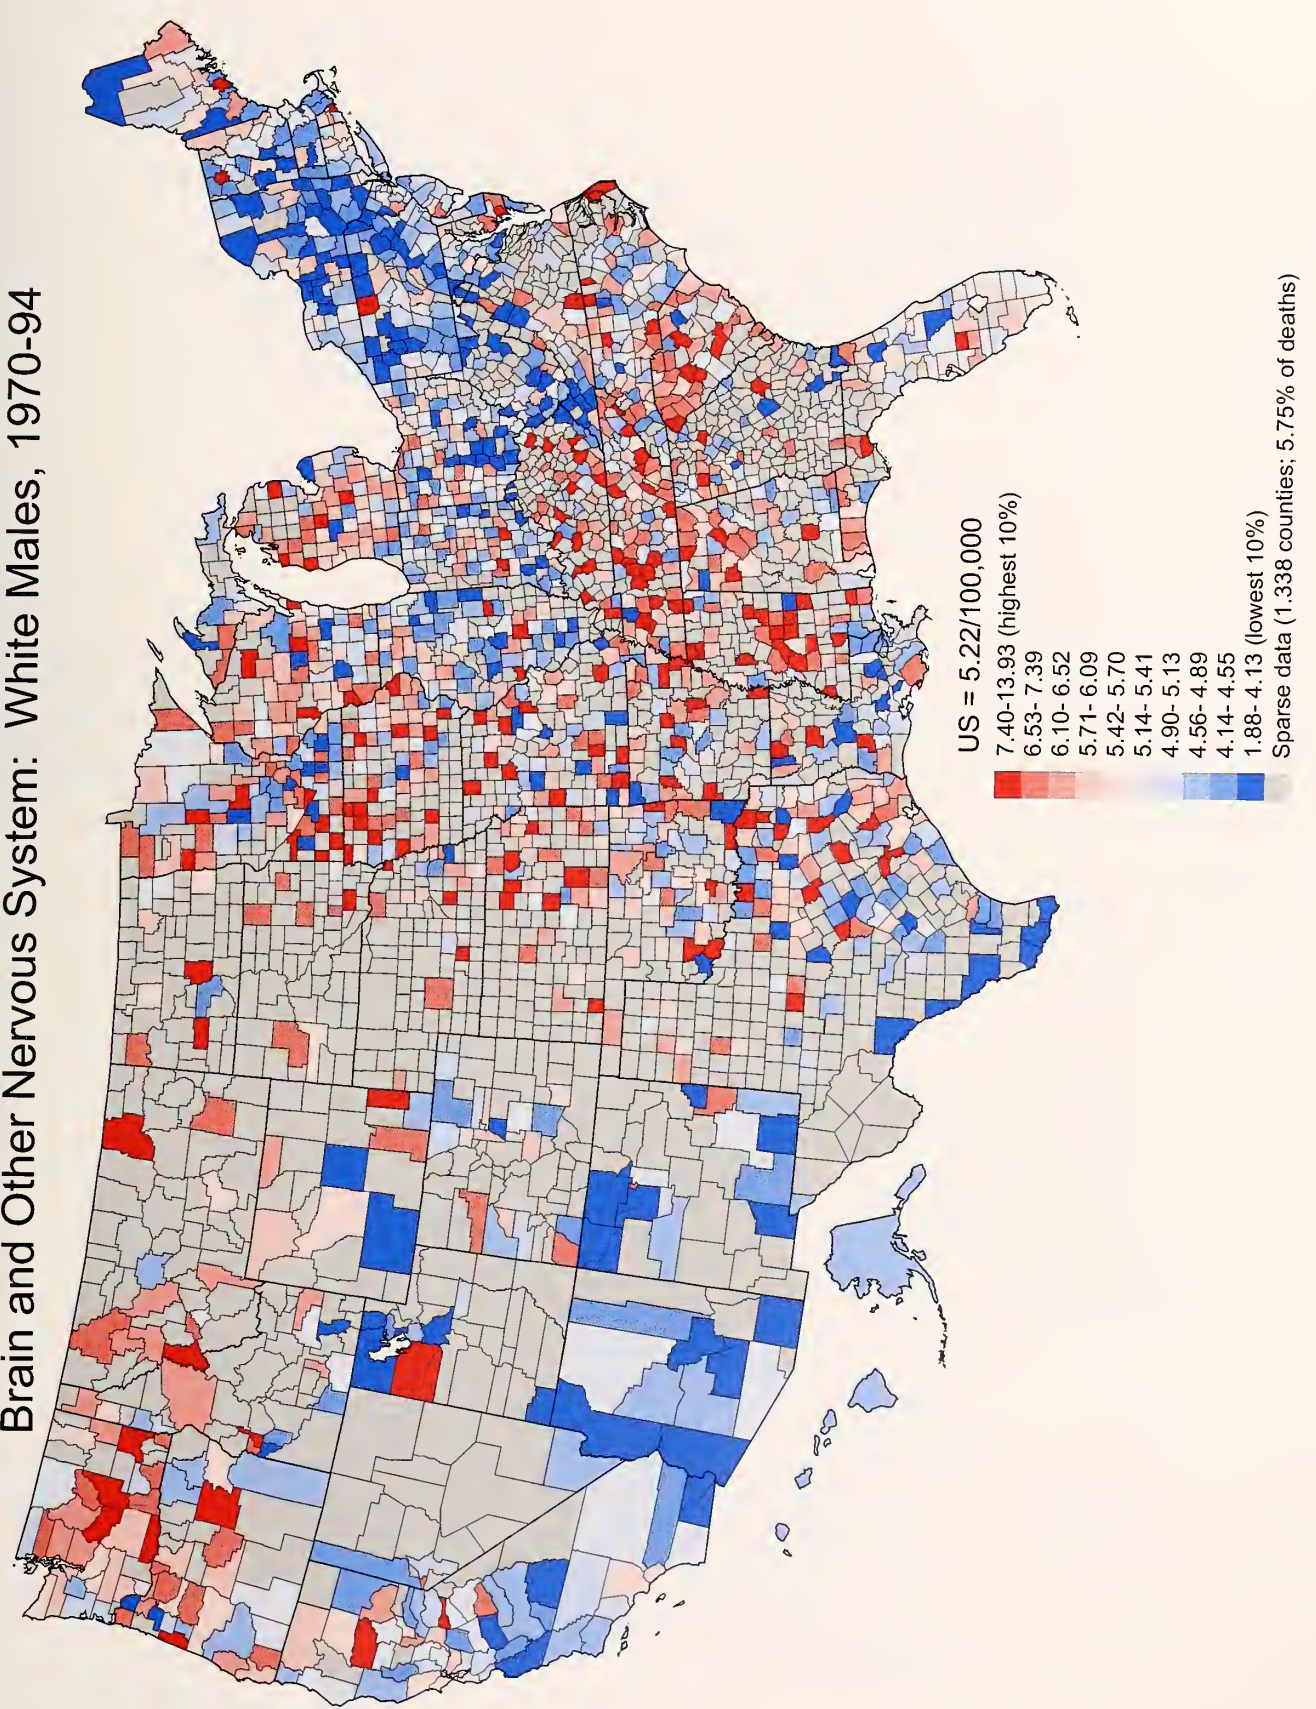 Brain and Other Nervous System: White Males, 1970-94
US = 5.22/100,000
7.40-13.93 (highest 10%)
6.53- 7.39
6.10- 6.52
5.71- 6.09
5.42- 5.70
5.14- 5.41
4.90- 5.13
4.56- 4.89
4.14- 4.55
1.88- 4.13 (lowest 10%)
Sparse data (1,338 counties; 5.75% of deaths)